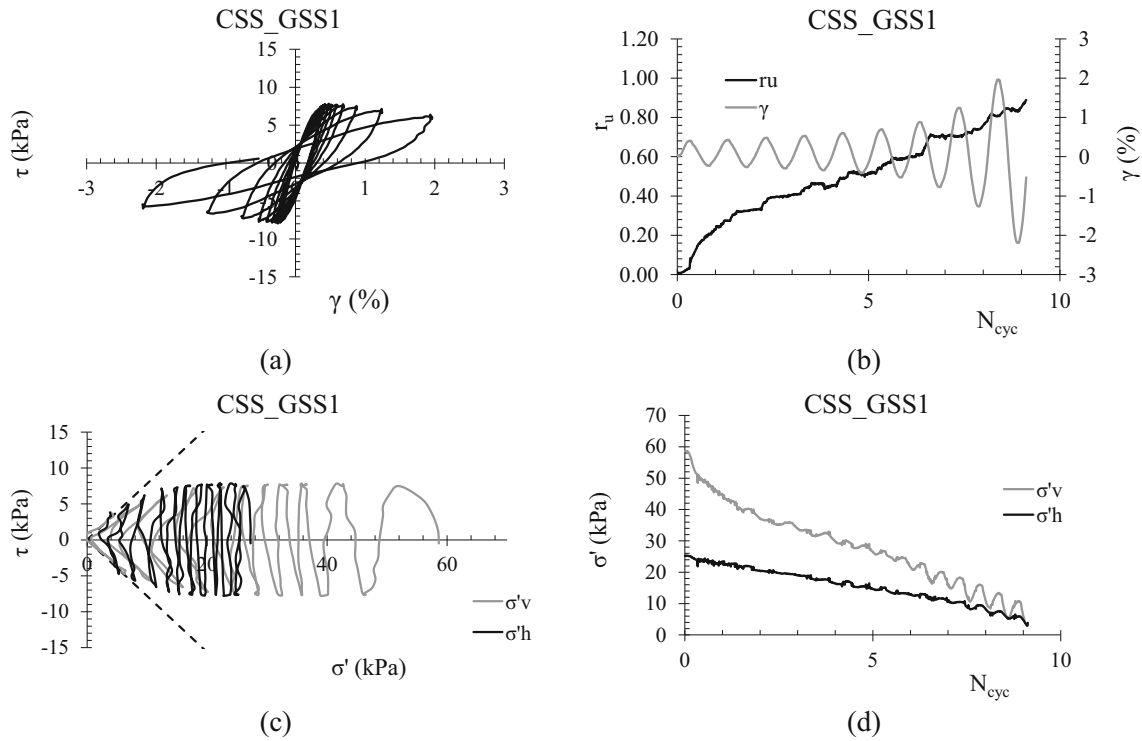 CSS_GSS1
τ (kPa)
15
10
5
0
-5
-10
-15
-3
-2
-1
1
2
3
γ (%)
(a)
CSS_GSS1
r_u
1.20
1.00
0.80
0.60
0.40
0.20
0.00
ru
γ
3
2
1
0
-1
-2
-3
γ (%)
0
5
10
N_cyc
(b)
CSS_GSS1
τ (kPa)
15
10
5
0
-5
-10
-15
0
20
40
60
σ'v
σ'h
σ' (kPa)
(c)
CSS_GSS1
σ' (kPa)
70
60
50
40
30
20
10
0
σ'v
σ'h
0
5
10
N_cyc
(d)